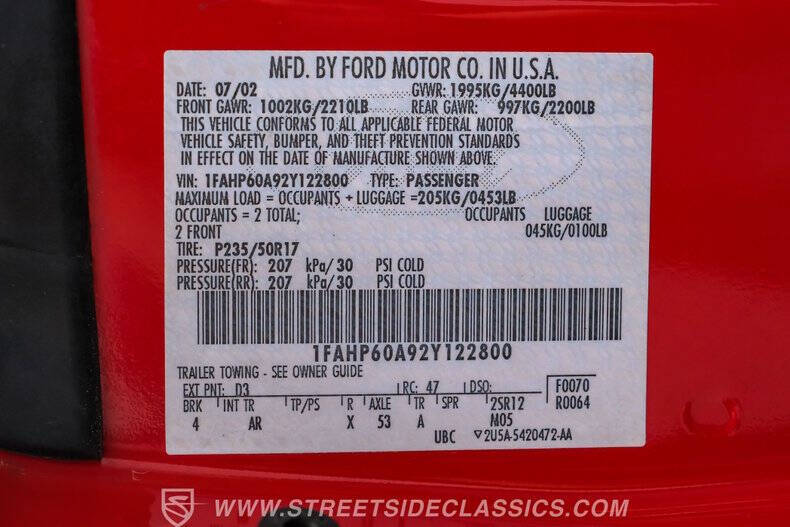 MFD. BY FORD MOTOR CO. IN U.S.A.
DATE: 07/02 GVWR: 1995KG/4400LB
FRONT GAWR: 1002KG/2210LB REAR GAWR: 997KG/2200LB
THIS VEHICLE CONFORMS TO ALL APPLICABLE FEDERAL MOTOR
VEHICLE SAFETY, BUMPER, AND THEFT PREVENTION STANDARDS
IN EFFECT ON THE DATE OF MANUFACTURE SHOWN ABOVE.
VIN: 1FAHP60A92Y122800 TYPE: PASSENGER
MAXIMUM LOAD = OCCUPANTS + LUGGAGE =205KG/0453LB
OCCUPANTS = 2 TOTAL; OCCUPANTS LUGGAGE
2 FRONT 045KG/0100LB
TIRE: P235/50R17
PRESSURE(FR): 207 kPa/30 PSI COLD
PRESSURE(RR): 207 kPa/30 PSI COLD
1FAHP60A92Y122800
TRAILER TOWING - SEE OWNER GUIDE
EXT PNT: D3 RC: 47 DSO: F0070
BRK INT TR TP/PS R AXLE TR SPR 2SR12 R0064
4 AR X 53 A M05
UBC ▽2U5A-5420472-AA
WWW.STREETSIDECLASSICS.COM